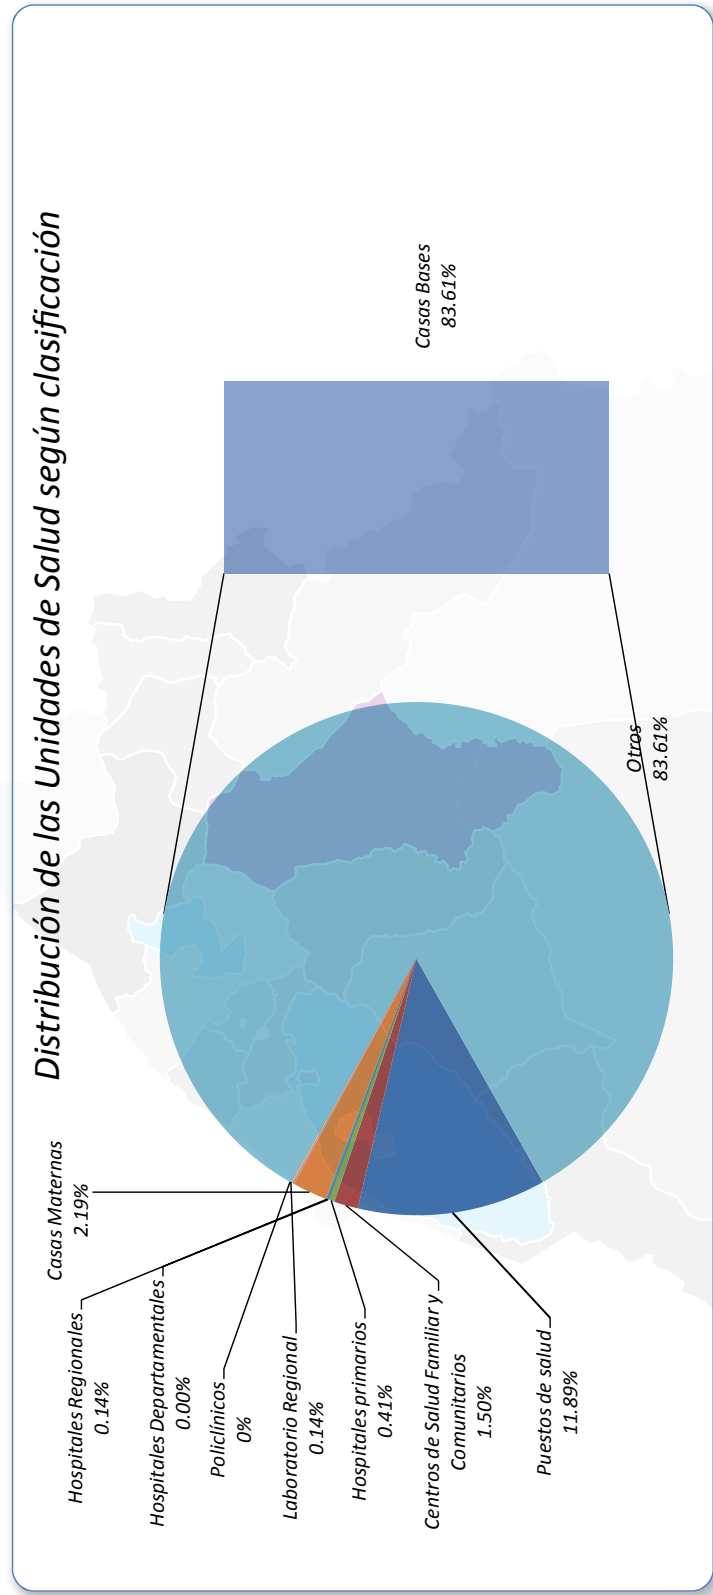 Distribución de las Unidades de Salud según clasificación
Casas Maternas
2.19%
Hospitales Regionales
0.14%
Hospitales Departamentales
0.00%
Policlínicos
0%
Laboratorio Regional
0.14%
Hospitales primarios
0.41%
Centros de Salud Familiar y
Comunitarios
1.50%
Puestos de salud
11.89%
Otros
83.61%
Casas Bases
83.61%